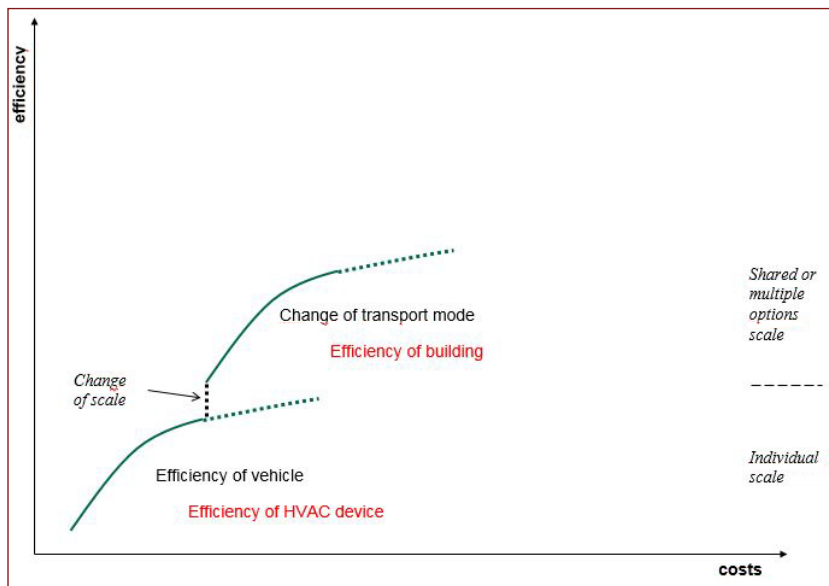 efficiency
Shared or
multiple
options
scale
Change of transport mode
Efficiency of building
Change
of scale
Individual
scale
Efficiency of vehicle
Efficiency of HVAC device
costs